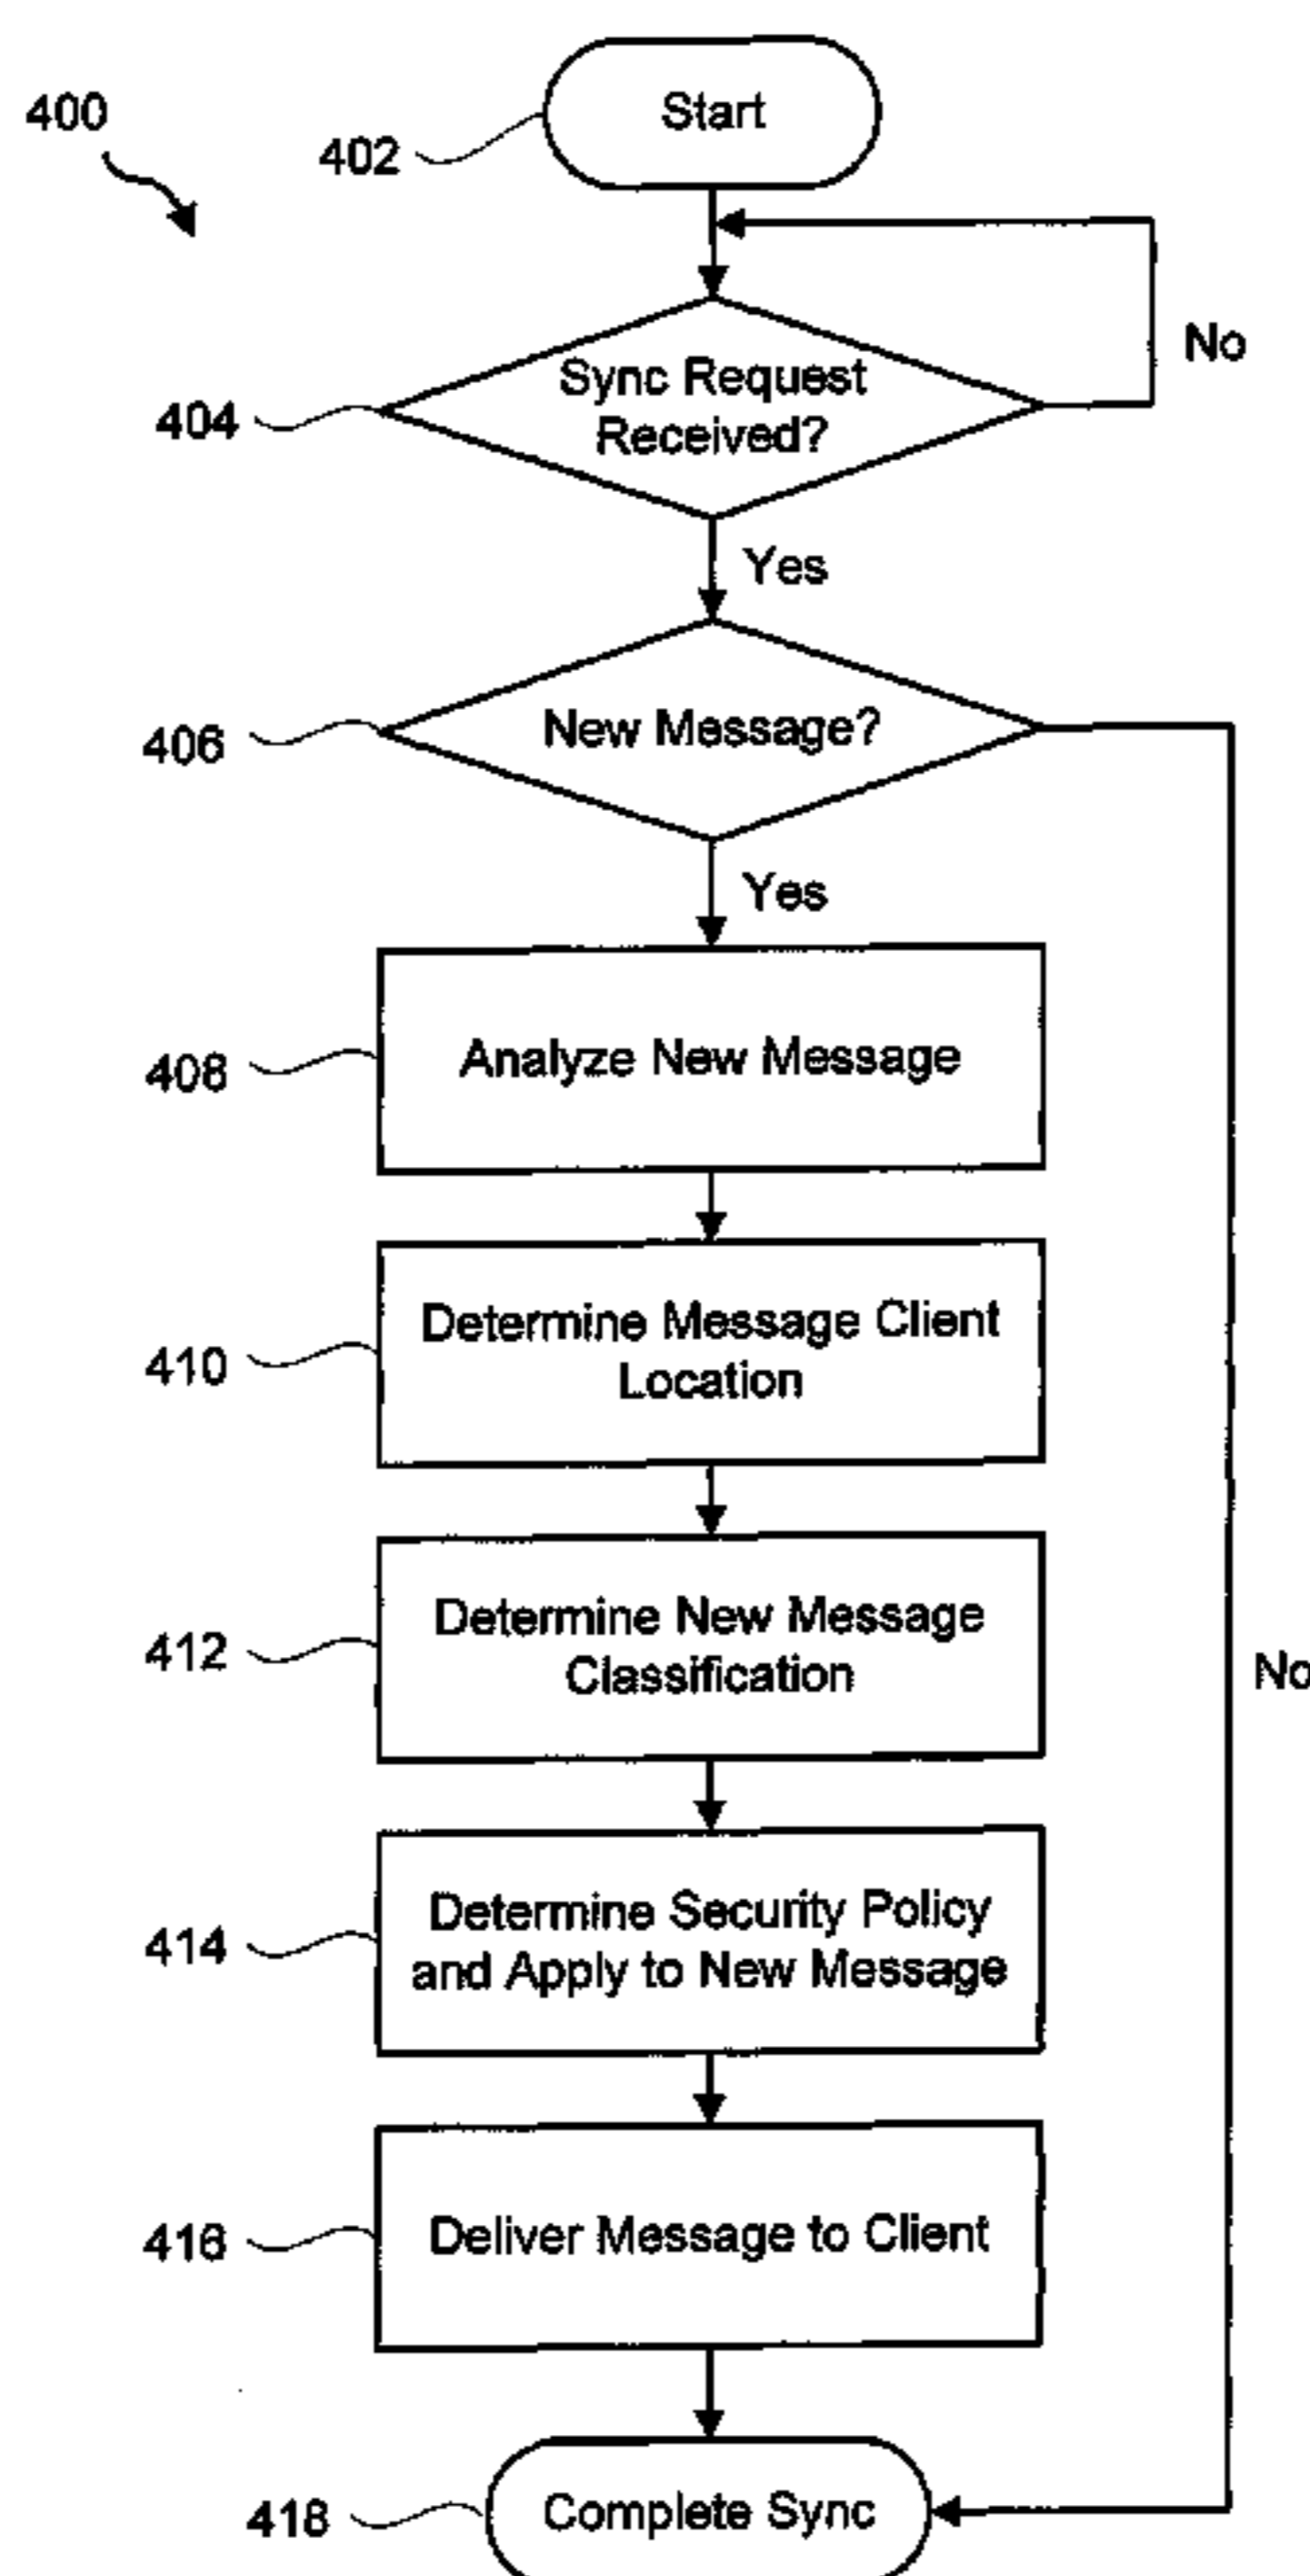 400
402
Start
No
404
Sync Request
Received?
Yes
406
New Message?
Yes
408
Analyze New Message
410
Determine Message Client
Location
412
Determine New Message
Classification
No
414
Determine Security Policy
and Apply to New Message
416
Deliver Message to Client
418
Complete Sync